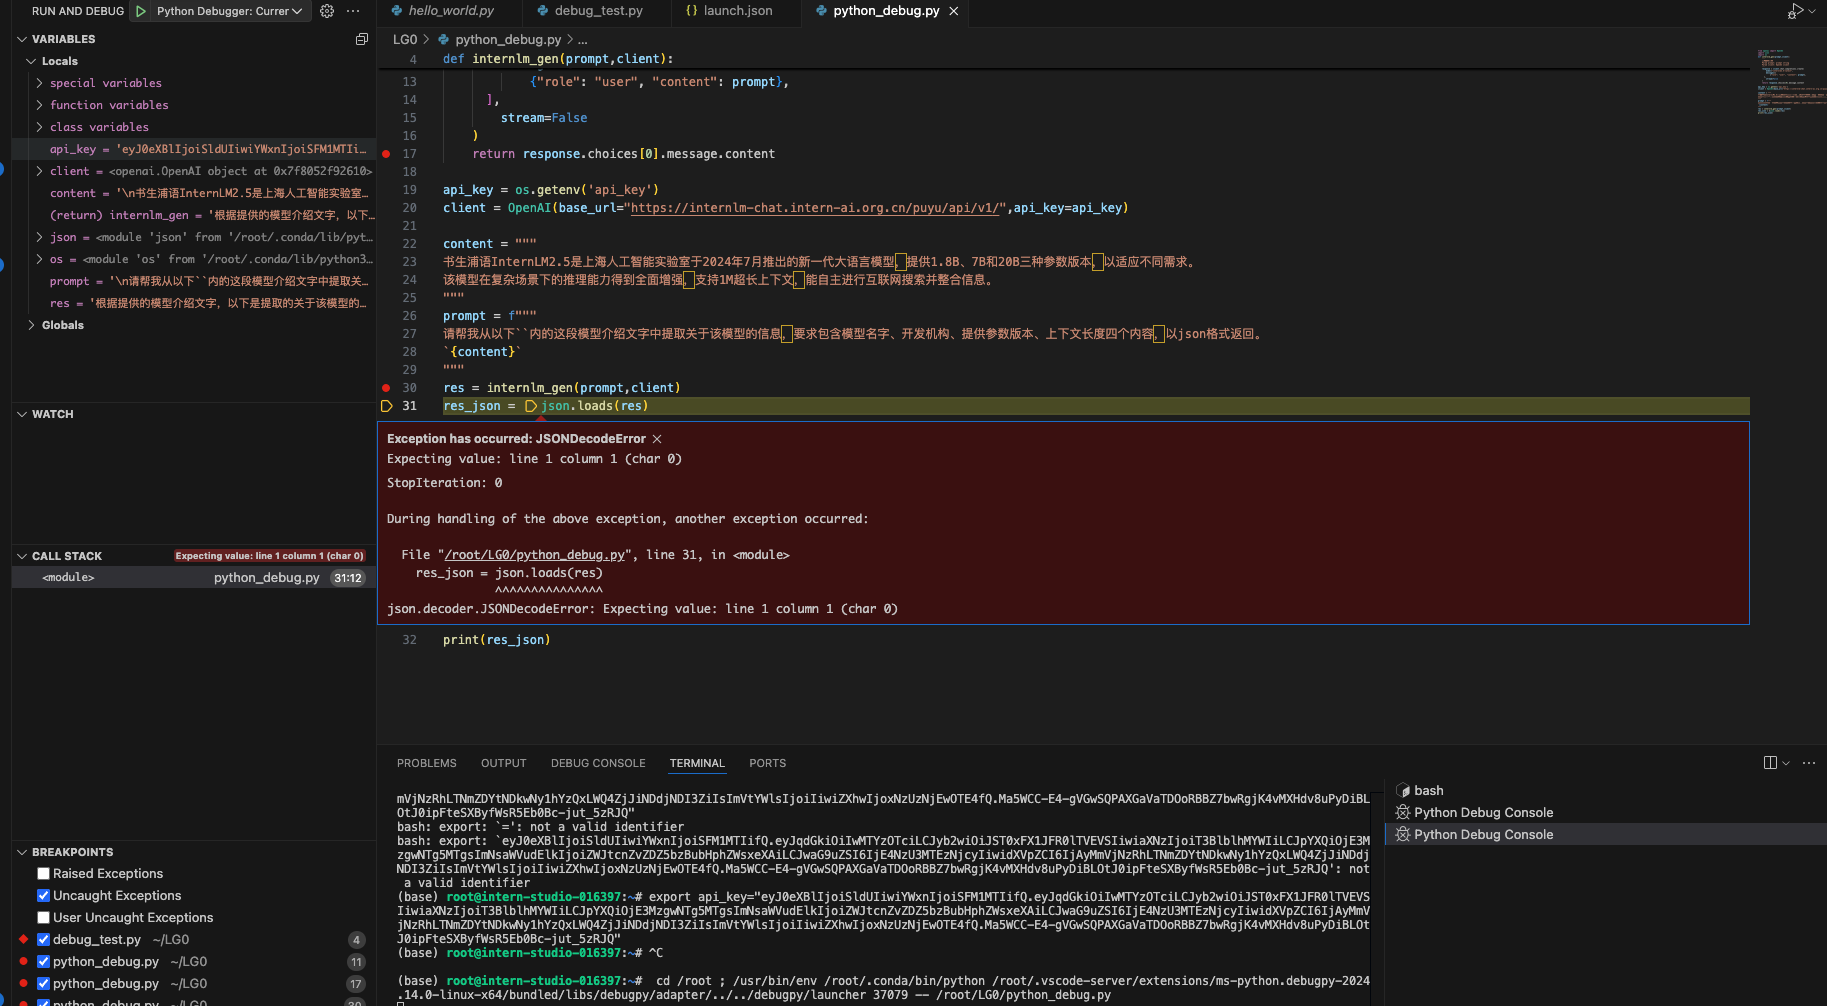 RUN AND DEBUG
Python Debugger: Currer
hello_world.py
debug_test.py
{} launch.json
python_debug.py
VARIABLES
Locals
special variables
function variables
class variables
api_key = 'eyJ0eXBlIjoiSldUIiwiYWxnIjoiSFM1MTIi…
client = <openai.OpenAI object at 0x7f8052f92610>
content = '\n书生浦语InternLM2.5是上海人工智能实验室…
(return) internlm_gen = '根据提供的模型介绍文字，以下…
json = <module 'json' from '/root/.conda/lib/pyt…
os = <module 'os' from '/root/.conda/lib/python3…
prompt = '\n请帮我从以下``内的这段模型介绍文字中提取关…
res = '根据提供的模型介绍文字，以下是提取的关于该模型的…
Globals
WATCH
CALL STACK
Expecting value: line 1 column 1 (char 0)
<module>
python_debug.py
31:12
BREAKPOINTS
Raised Exceptions
Uncaught Exceptions
User Uncaught Exceptions
debug_test.py ~/LG0 4
python_debug.py ~/LG0 11
python_debug.py ~/LG0 17
python_debug.py ~/LG0 30
LG0 > python_debug.py > ...
4 def internlm_gen(prompt,client):
13 {"role": "user", "content": prompt},
14 ],
15 stream=False
16 )
17 return response.choices[0].message.content
18
19 api_key = os.getenv('api_key')
20 client = OpenAI(base_url="https://internlm-chat.intern-ai.org.cn/puyu/api/v1/",api_key=api_key)
21
22 content = """
23 书生浦语InternLM2.5是上海人工智能实验室于2024年7月推出的新一代大语言模型，提供1.8B、7B和20B三种参数版本，以适应不同需求。
24 该模型在复杂场景下的推理能力得到全面增强，支持1M超长上下文，能自主进行互联网搜索并整合信息。
25 """
26 prompt = f"""
27 请帮我从以下``内的这段模型介绍文字中提取关于该模型的信息，要求包含模型名字、开发机构、提供参数版本、上下文长度四个内容，以json格式返回。
28 `{content}`
29 """
30 res = internlm_gen(prompt,client)
31 res_json = json.loads(res)
Exception has occurred: JSONDecodeError
Expecting value: line 1 column 1 (char 0)
StopIteration: 0
During handling of the above exception, another exception occurred:
File "/root/LG0/python_debug.py", line 31, in <module>
res_json = json.loads(res)
^^^^^^^^^^^^^^^
json.decoder.JSONDecodeError: Expecting value: line 1 column 1 (char 0)
32 print(res_json)
PROBLEMS
OUTPUT
DEBUG CONSOLE
TERMINAL
PORTS
mVjNzRhLTNmZDYtNDkwNy1hYzQxLWQ4ZjJiNDdjNDI3ZiIsImVtYWlsIjoiIiwiZXhwIjoxNzUzNjEwOTE4fQ.Ma5WCC-E4-gVGwSQPAXGaVaTDOoRBBZ7bwRgjK4vMXHdv8uPyDiBL
OtJ0ipFteSXByfWsR5Eb0Bc-jut_5zRJQ"
bash: export: `=': not a valid identifier
bash: export: `eyJ0eXBlIjoiSldUIiwiYWxnIjoiSFM1MTIifQ.eyJqdGkiOiIwMTYzOTciLCJyb2wiOiJST0xFX1JFR0lTVEVSIiwiaXNzIjoiT3BlblhMYWIiLCJpYXQiOjE3M
zgwNTg5MTgsImNsaWVudElkIjoiZWJtcnZvZDZ5bzBubHphZWsxeXAiLCJwaG9uZSI6IjE4NzU3MTEzNjcyIiwidXVpZCI6IjAyMmVjNzRhLTNmZDYtNDkwNy1hYzQxLWQ4ZjJiNDdj
NDI3ZiIsImVtYWlsIjoiIiwiZXhwIjoxNzUzNjEwOTE4fQ.Ma5WCC-E4-gVGwSQPAXGaVaTDOoRBBZ7bwRgjK4vMXHdv8uPyDiBLOtJ0ipFteSXByfWsR5Eb0Bc-jut_5zRJQ': not
a valid identifier
(base) root@intern-studio-016397:~# export api_key="eyJ0eXBlIjoiSldUIiwiYWxnIjoiSFM1MTIifQ.eyJqdGkiOiIwMTYzOTciLCJyb2wiOiJST0xFX1JFR0lTVEVS
IiwiaXNzIjoiT3BlblhMYWIiLCJpYXQiOjE3MzgwNTg5MTgsImNsaWVudElkIjoiZWJtcnZvZDZ5bzBubHphZWsxeXAiLCJwaG9uZSI6IjE4NzU3MTEzNjcyIiwidXVpZCI6IjAyMmV
jNzRhLTNmZDYtNDkwNy1hYzQxLWQ4ZjJiNDdjNDI3ZiIsImVtYWlsIjoiIiwiZXhwIjoxNzUzNjEwOTE4fQ.Ma5WCC-E4-gVGwSQPAXGaVaTDOoRBBZ7bwRgjK4vMXHdv8uPyDiBLOt
J0ipFteSXByfWsR5Eb0Bc-jut_5zRJQ"
(base) root@intern-studio-016397:~# ^C
(base) root@intern-studio-016397:~# cd /root ; /usr/bin/env /root/.conda/bin/python /root/.vscode-server/extensions/ms-python.debugpy-2024
.14.0-linux-x64/bundled/libs/debugpy/adapter/../../debugpy/launcher 37079 -- /root/LG0/python_debug.py
bash
Python Debug Console
Python Debug Console